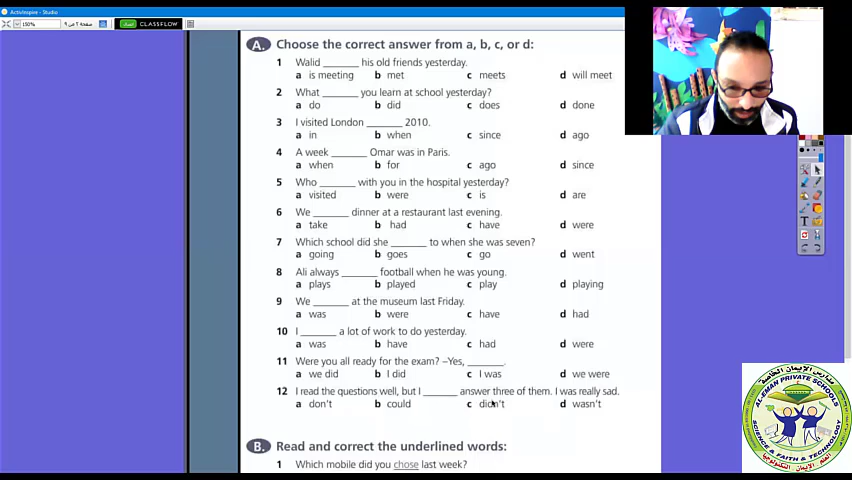 ActivInspire - Studio
150%
CLASSFLOW
A. Choose the correct answer from a, b, c, or d:
1 Walid _______ his old friends yesterday.
a is meeting b met c meets d will meet
2 What _______ you learn at school yesterday?
a do b did c does d done
3 I visited London _______ 2010.
a in b when c since d ago
4 A week _______ Omar was in Paris.
a when b for c ago d since
5 Who _______ with you in the hospital yesterday?
a visited b were c is d are
6 We _______ dinner at a restaurant last evening.
a take b had c have d were
7 Which school did she _______ to when she was seven?
a going b goes c go d went
8 Ali always _______ football when he was young.
a plays b played c play d playing
9 We _______ at the museum last Friday.
a was b were c have d had
10 I _______ a lot of work to do yesterday.
a was b have c had d were
11 Were you all ready for the exam? –Yes, _______.
a we did b I did c I was d we were
12 I read the questions well, but I _______ answer three of them. I was really sad.
a don't b could c didn't d wasn't
B. Read and correct the underlined words:
1 Which mobile did you chose last week?
مدارس الإيمان الخاصة
AL-EMAN PRIVATE SCHOOLS
SCIENCE & FAITH & TECHNOLOGY
العلم الإيمان التكنولوجيا